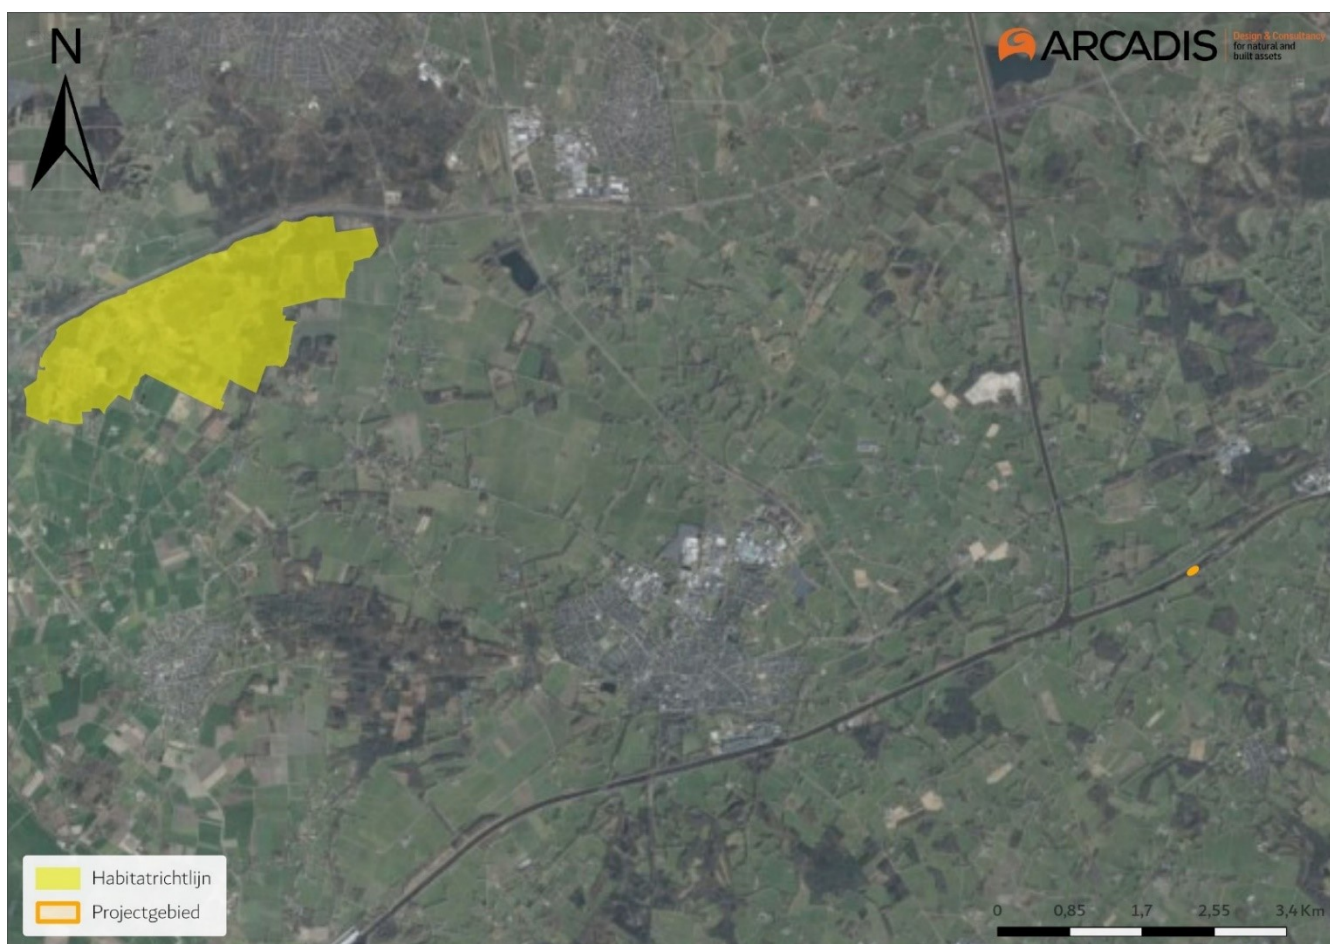 N
ARCADIS
Design & Consultancy
for natural and
built assets
Habitatrichtlijn
Projectgebied
0 0,85 1,7 2,55 3,4 Km